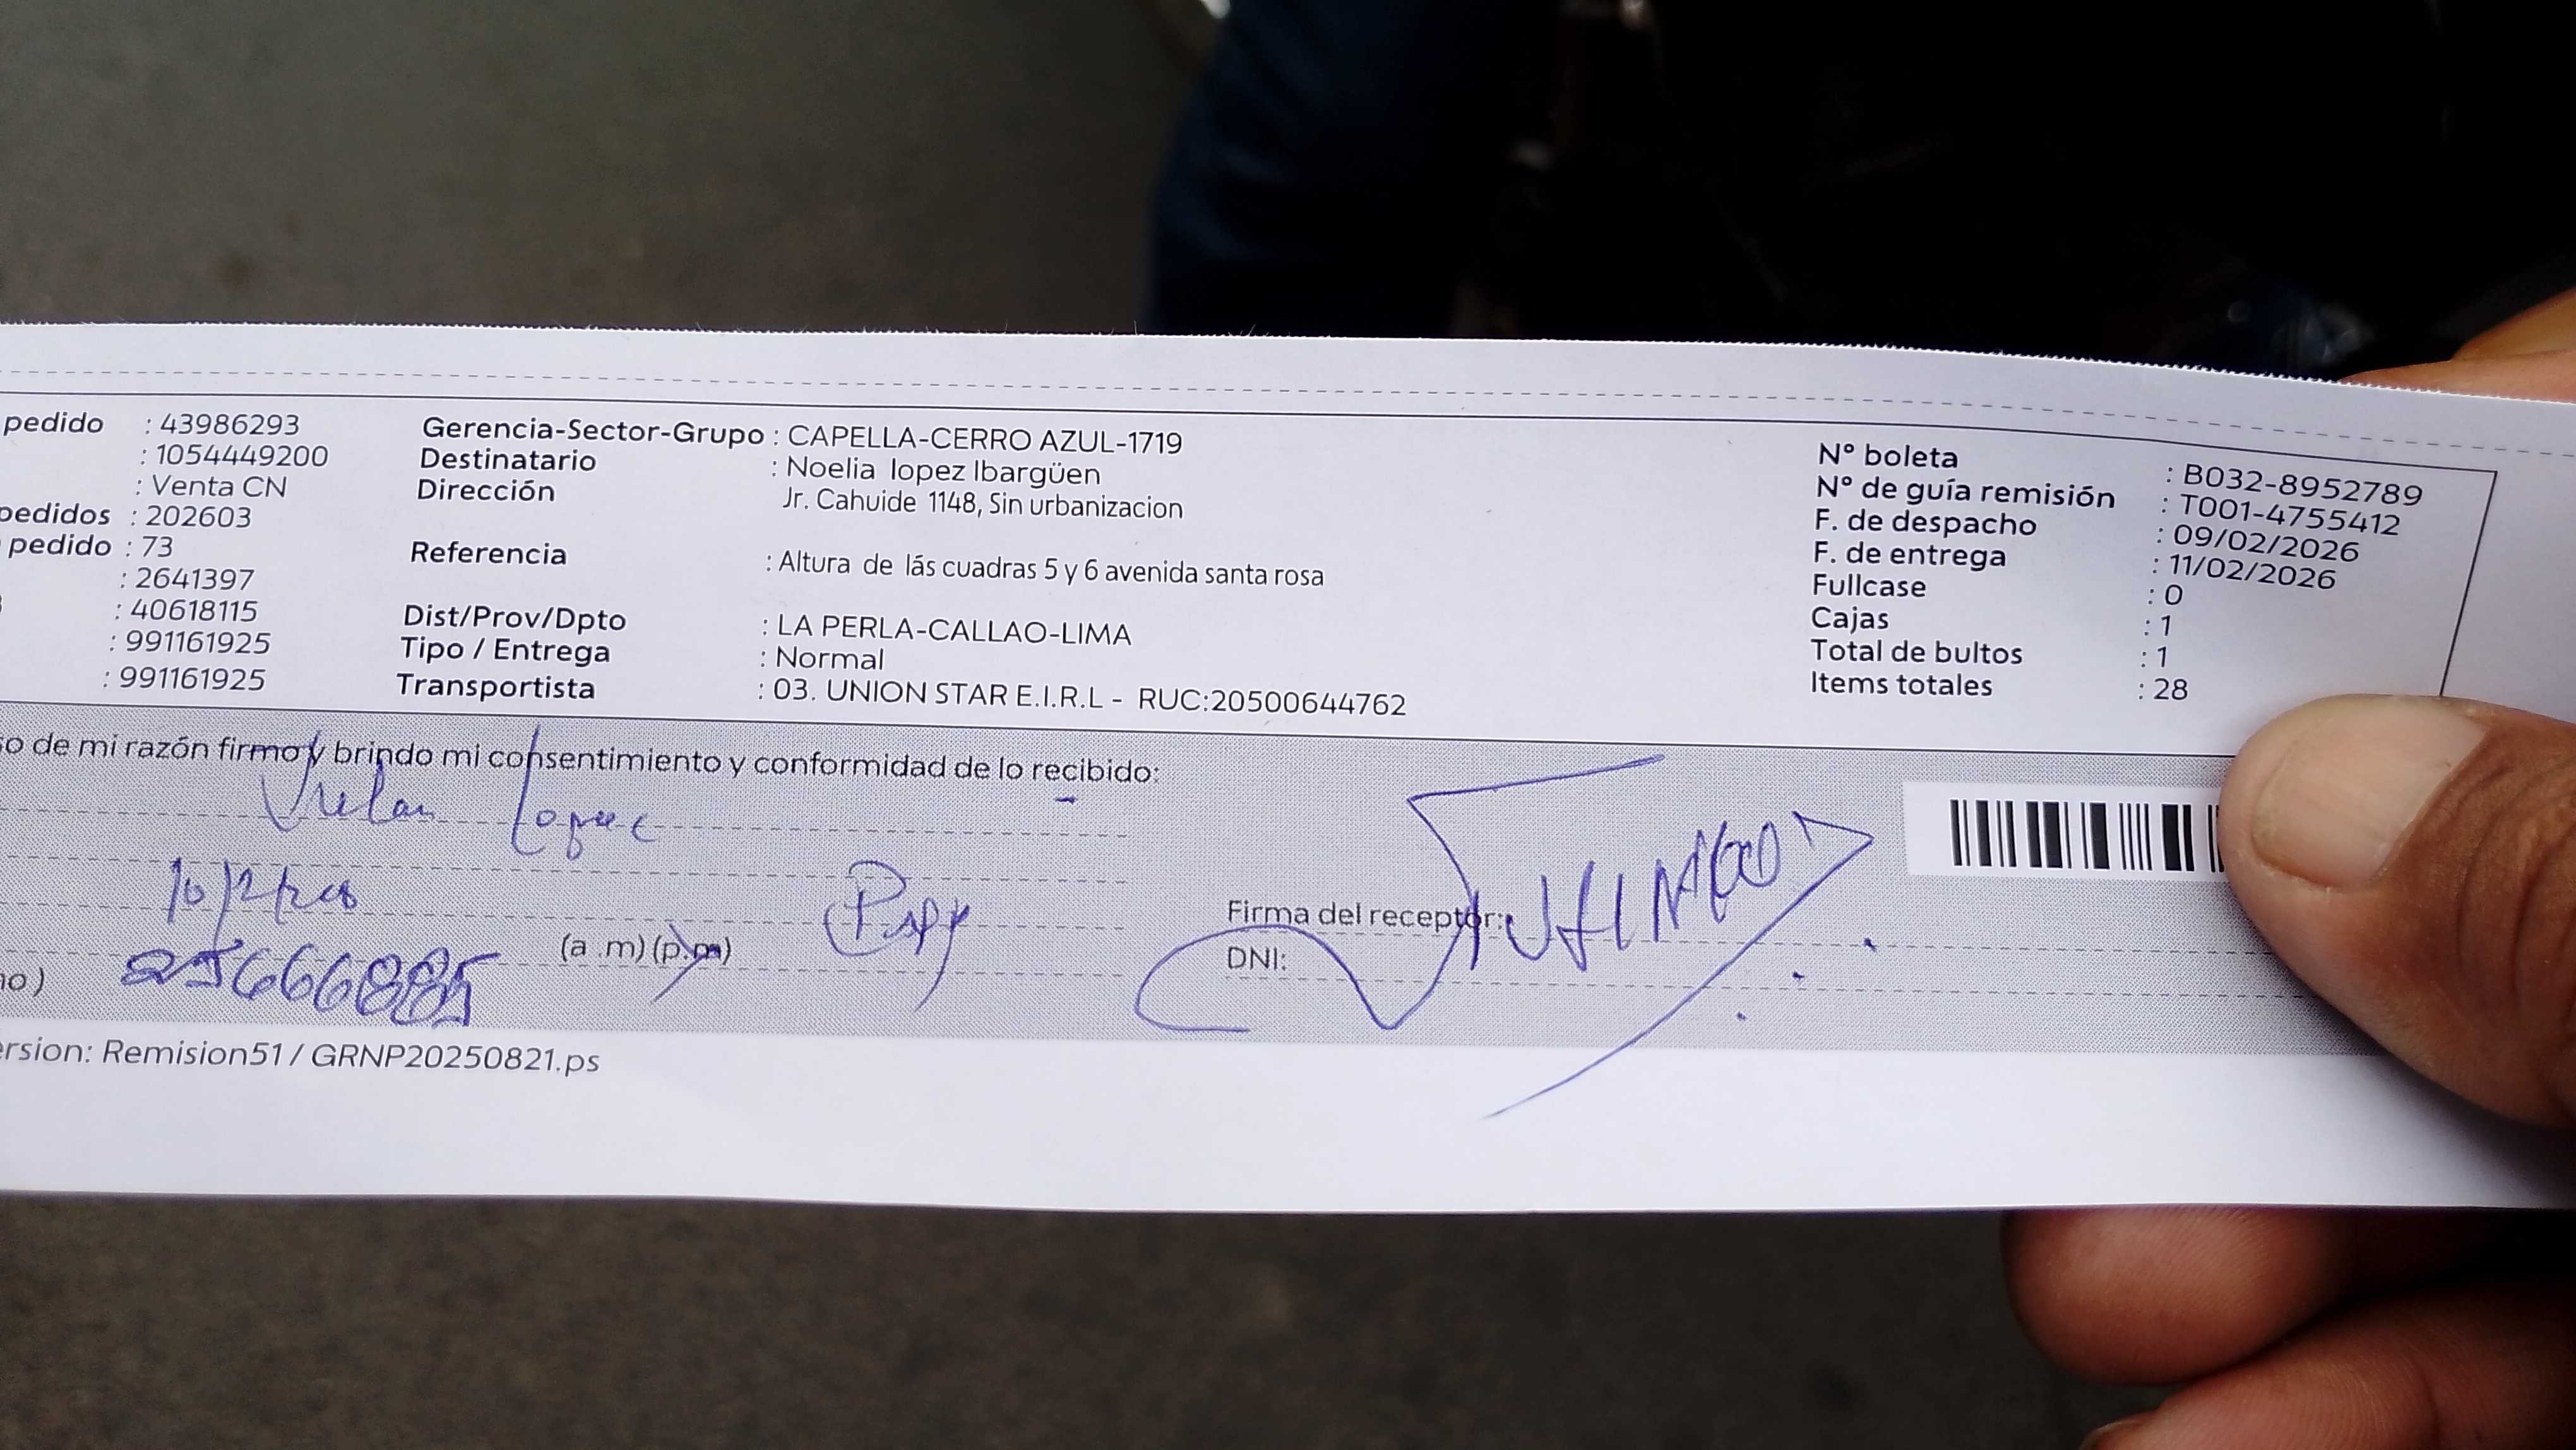 pedido : 43986293
: 1054449200
: Venta CN
pedidos : 202603
pedido : 73
: 2641397
: 40618115
: 991161925
: 991161925
Gerencia-Sector-Grupo : CAPELLA-CERRO AZUL-1719
Destinatario : Noelia lopez Ibargüen
Dirección Jr. Cahuide 1148, Sin urbanizacion
Referencia : Altura de lás cuadras 5 y 6 avenida santa rosa
Dist/Prov/Dpto : LA PERLA-CALLAO-LIMA
Tipo / Entrega : Normal
Transportista : 03. UNION STAR E.I.R.L - RUC:20500644762
N° boleta : B032-8952789
N° de guía remisión : T001-4755412
F. de despacho : 09/02/2026
F. de entrega : 11/02/2026
Fullcase : 0
Cajas : 1
Total de bultos : 1
Items totales : 28
de mi razón firmo y brindo mi consentimiento y conformidad de lo recibido:
25666885
(a .m) (p.m)
Firma del receptor:
DNI:
ersion: Remision51 / GRNP20250821.ps